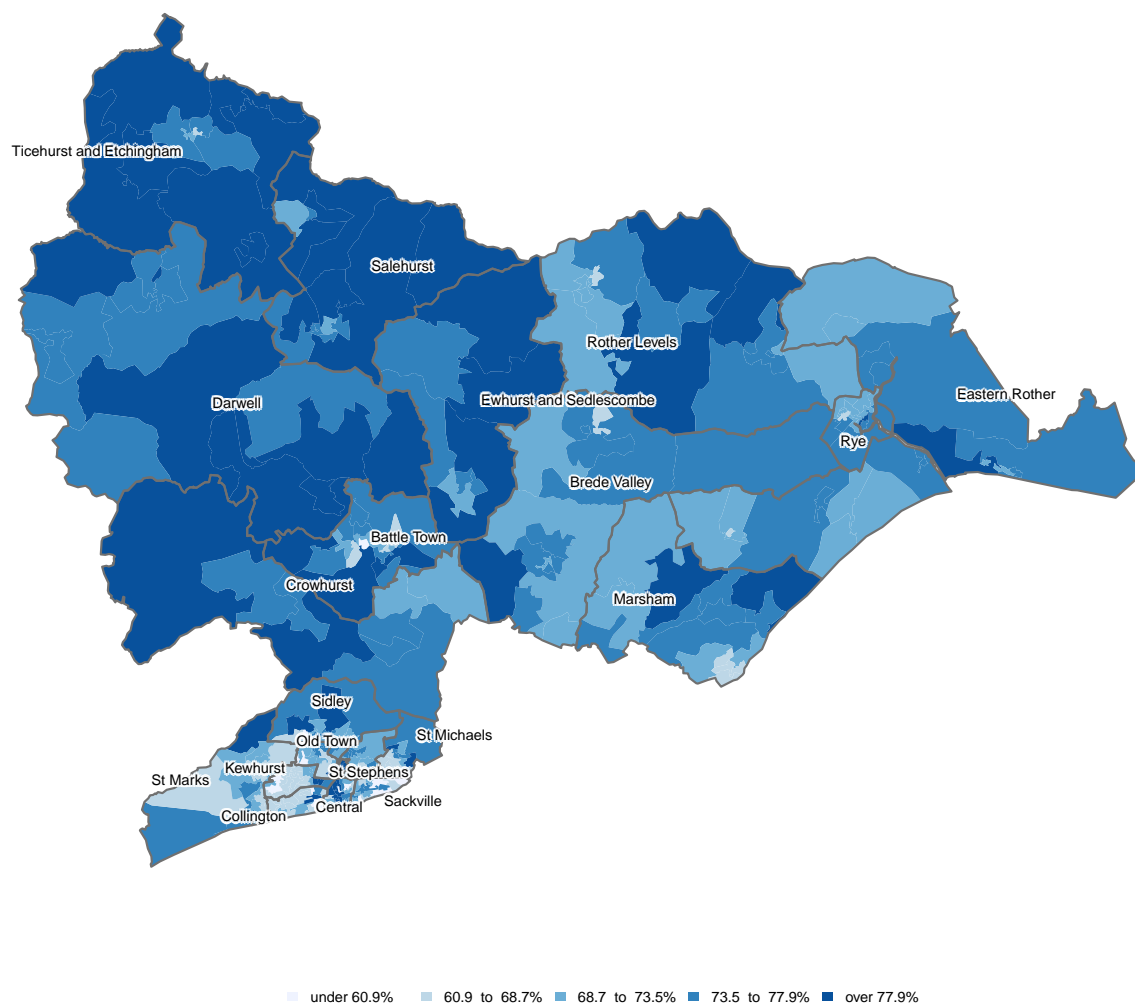 Ticehurst and Etchingham
Salehurst
Rother Levels
Darwell
Ewhurst and Sedlescombe
Eastern Rother
Rye
Brede Valley
Battle Town
Crowhurst
Marsham
Sidley
St Michaels
Old Town
Kewhurst
St Stephens
St Marks
Sackville
Central
Collington
under 60.9% 60.9 to 68.7% 68.7 to 73.5% 73.5 to 77.9% over 77.9%